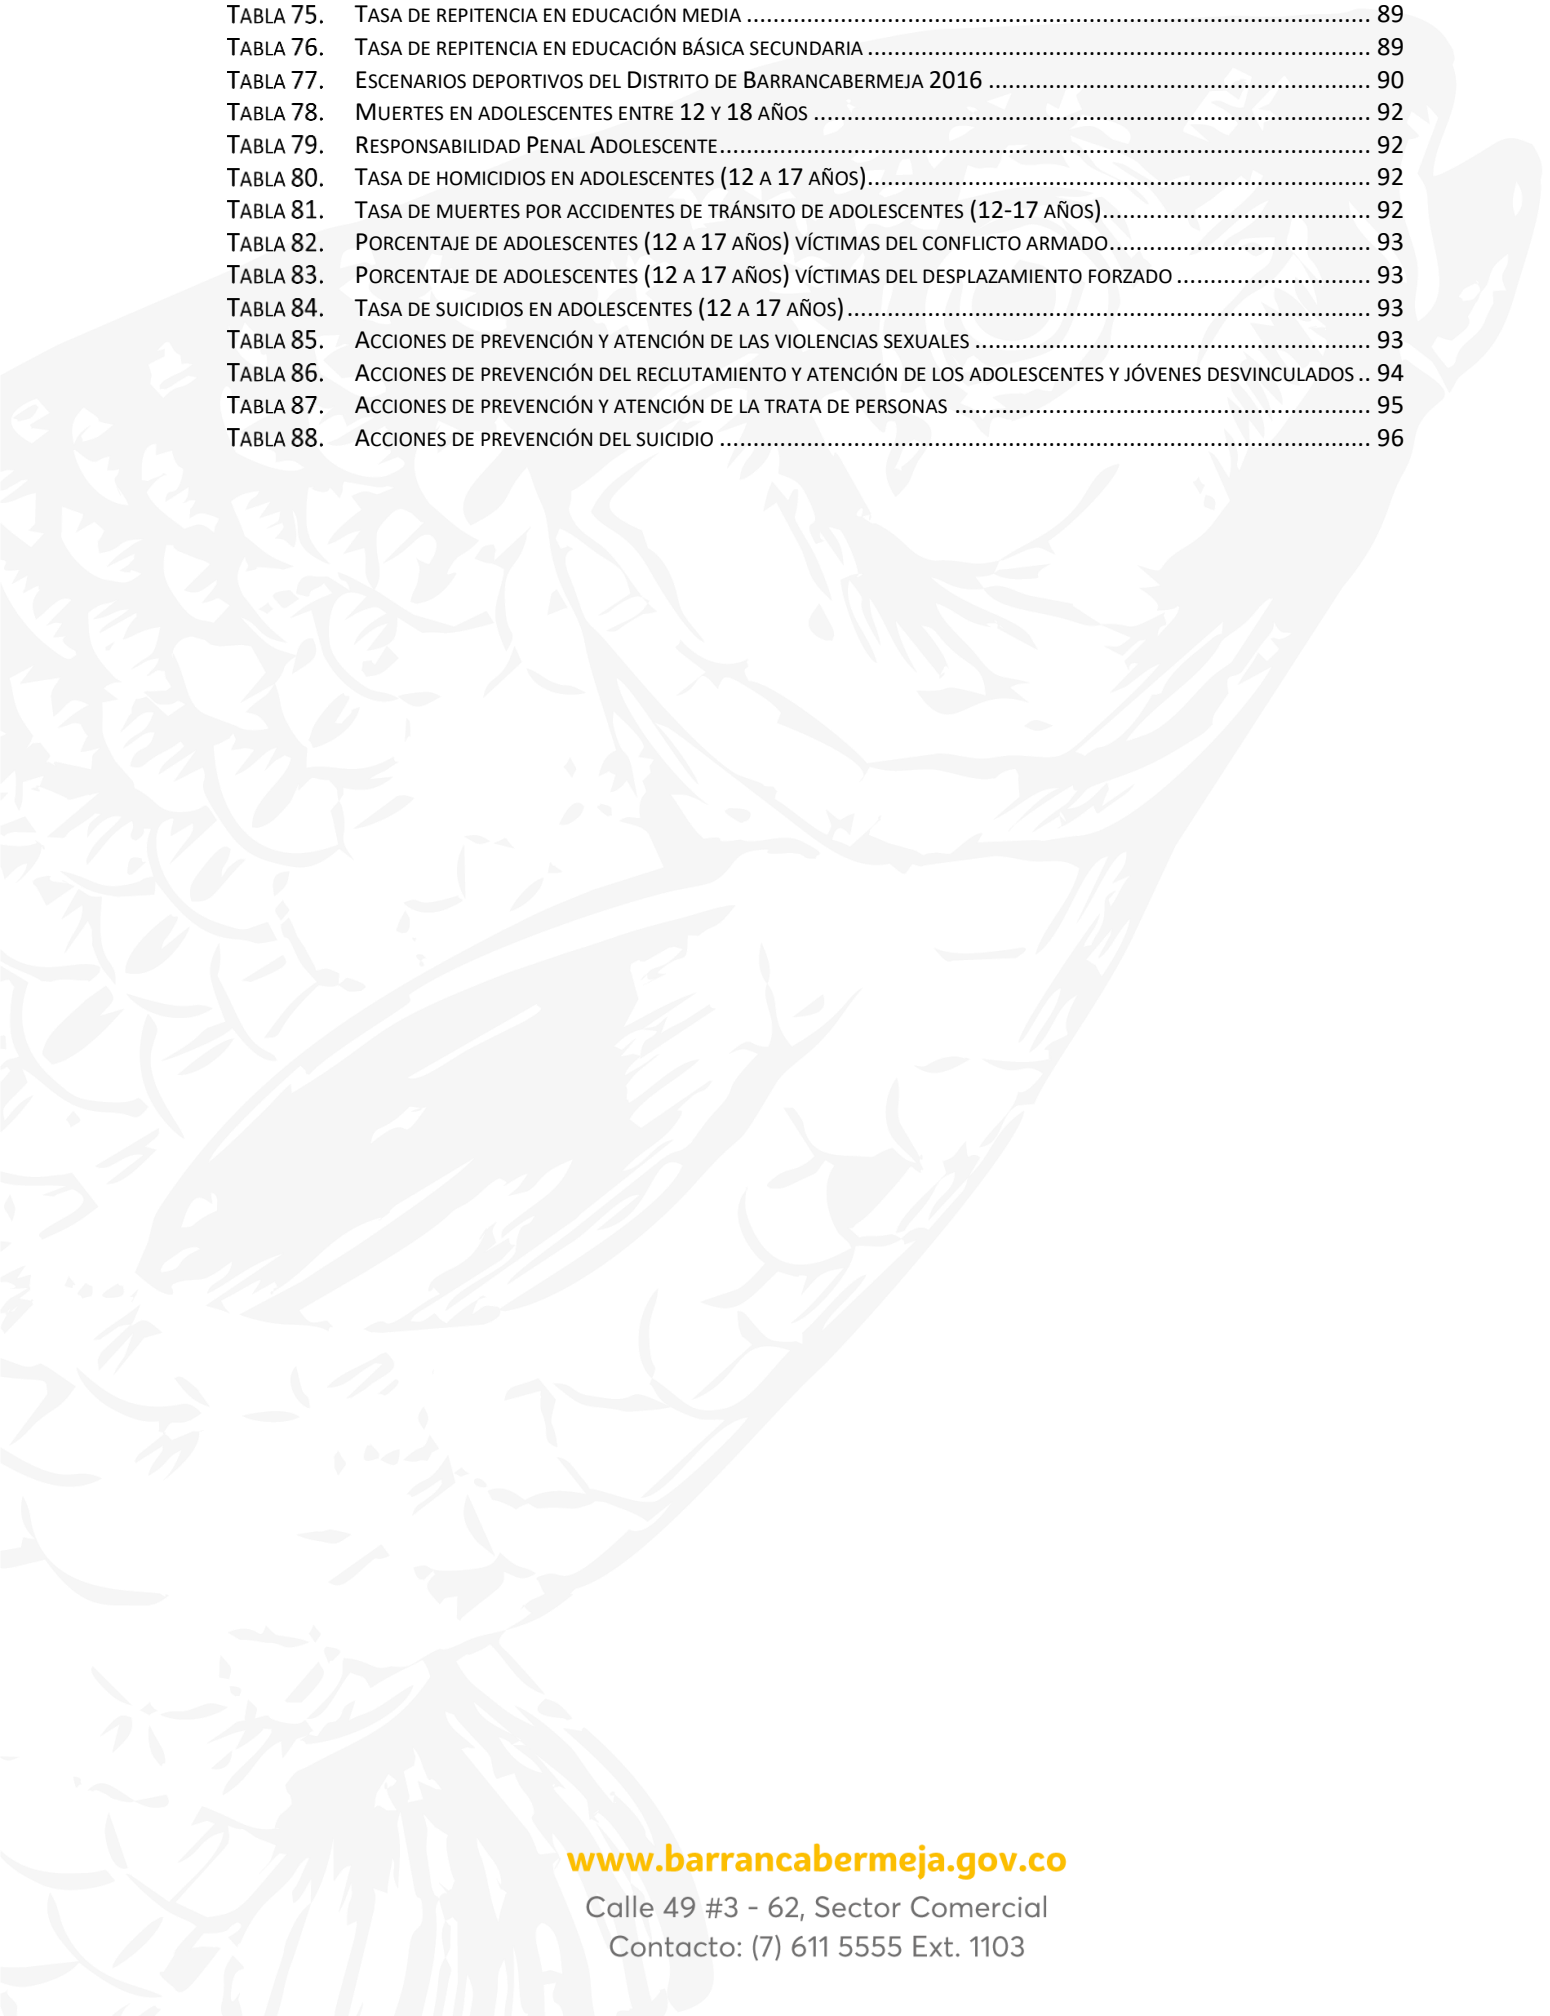 TABLA 75. TASA DE REPITENCIA EN EDUCACIÓN MEDIA ........................................................................................................ 89
TABLA 76. TASA DE REPITENCIA EN EDUCACIÓN BÁSICA SECUNDARIA ..................................................................................... 89
TABLA 77. ESCENARIOS DEPORTIVOS DEL DISTRITO DE BARRANCABERMEJA 2016 ................................................................ 90
TABLA 78. MUERTES EN ADOLESCENTES ENTRE 12 Y 18 AÑOS ............................................................................................. 92
TABLA 79. RESPONSABILIDAD PENAL ADOLESCENTE............................................................................................................ 92
TABLA 80. TASA DE HOMICIDIOS EN ADOLESCENTES (12 A 17 AÑOS)..................................................................................... 92
TABLA 81. TASA DE MUERTES POR ACCIDENTES DE TRÁNSITO DE ADOLESCENTES (12-17 AÑOS)............................................. 92
TABLA 82. PORCENTAJE DE ADOLESCENTES (12 A 17 AÑOS) VÍCTIMAS DEL CONFLICTO ARMADO............................................ 93
TABLA 83. PORCENTAJE DE ADOLESCENTES (12 A 17 AÑOS) VÍCTIMAS DEL DESPLAZAMIENTO FORZADO ................................ 93
TABLA 84. TASA DE SUICIDIOS EN ADOLESCENTES (12 A 17 AÑOS)........................................................................................ 93
TABLA 85. ACCIONES DE PREVENCIÓN Y ATENCIÓN DE LAS VIOLENCIAS SEXUALES .................................................................. 93
TABLA 86. ACCIONES DE PREVENCIÓN DEL RECLUTAMIENTO Y ATENCIÓN DE LOS ADOLESCENTES Y JÓVENES DESVINCULADOS .. 94
TABLA 87. ACCIONES DE PREVENCIÓN Y ATENCIÓN DE LA TRATA DE PERSONAS ...................................................................... 95
TABLA 88. ACCIONES DE PREVENCIÓN DEL SUICIDIO ............................................................................................................ 96
www.barrancabermeja.gov.co
Calle 49 #3 - 62, Sector Comercial
Contacto: (7) 611 5555 Ext. 1103